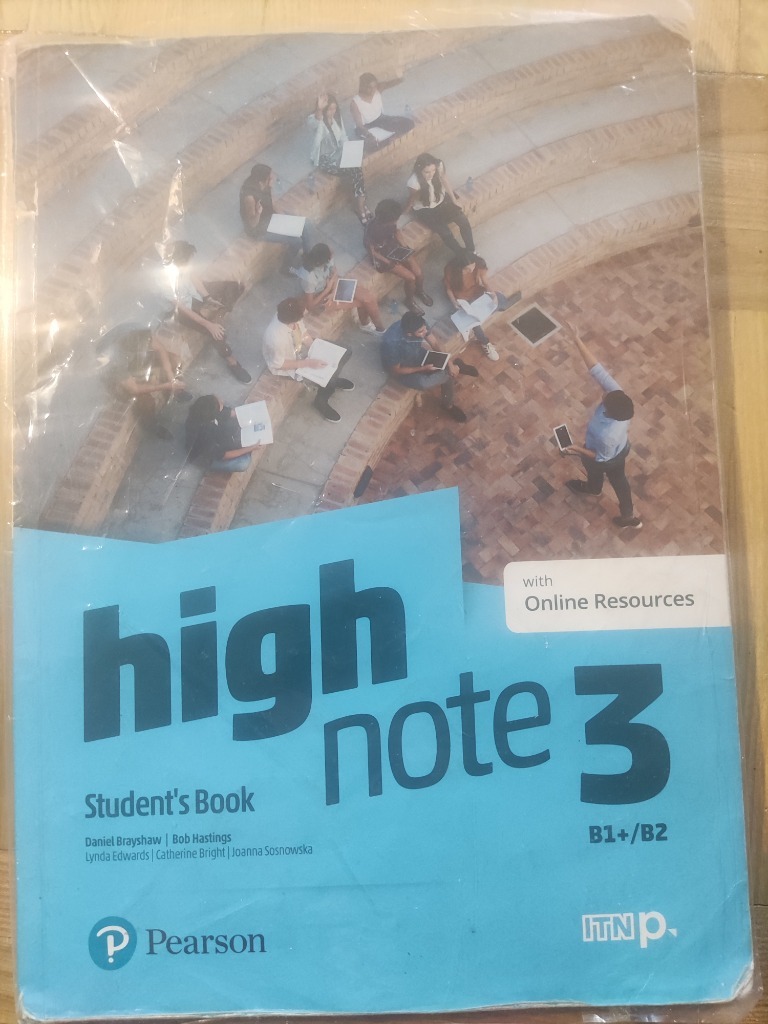 with
Online Resources
high
note 3
Student's Book
B1+/B2
Daniel Brayshaw | Bob Hastings
Lynda Edwards | Catherine Bright | Joanna Sosnowska
Pearson
ITN p.